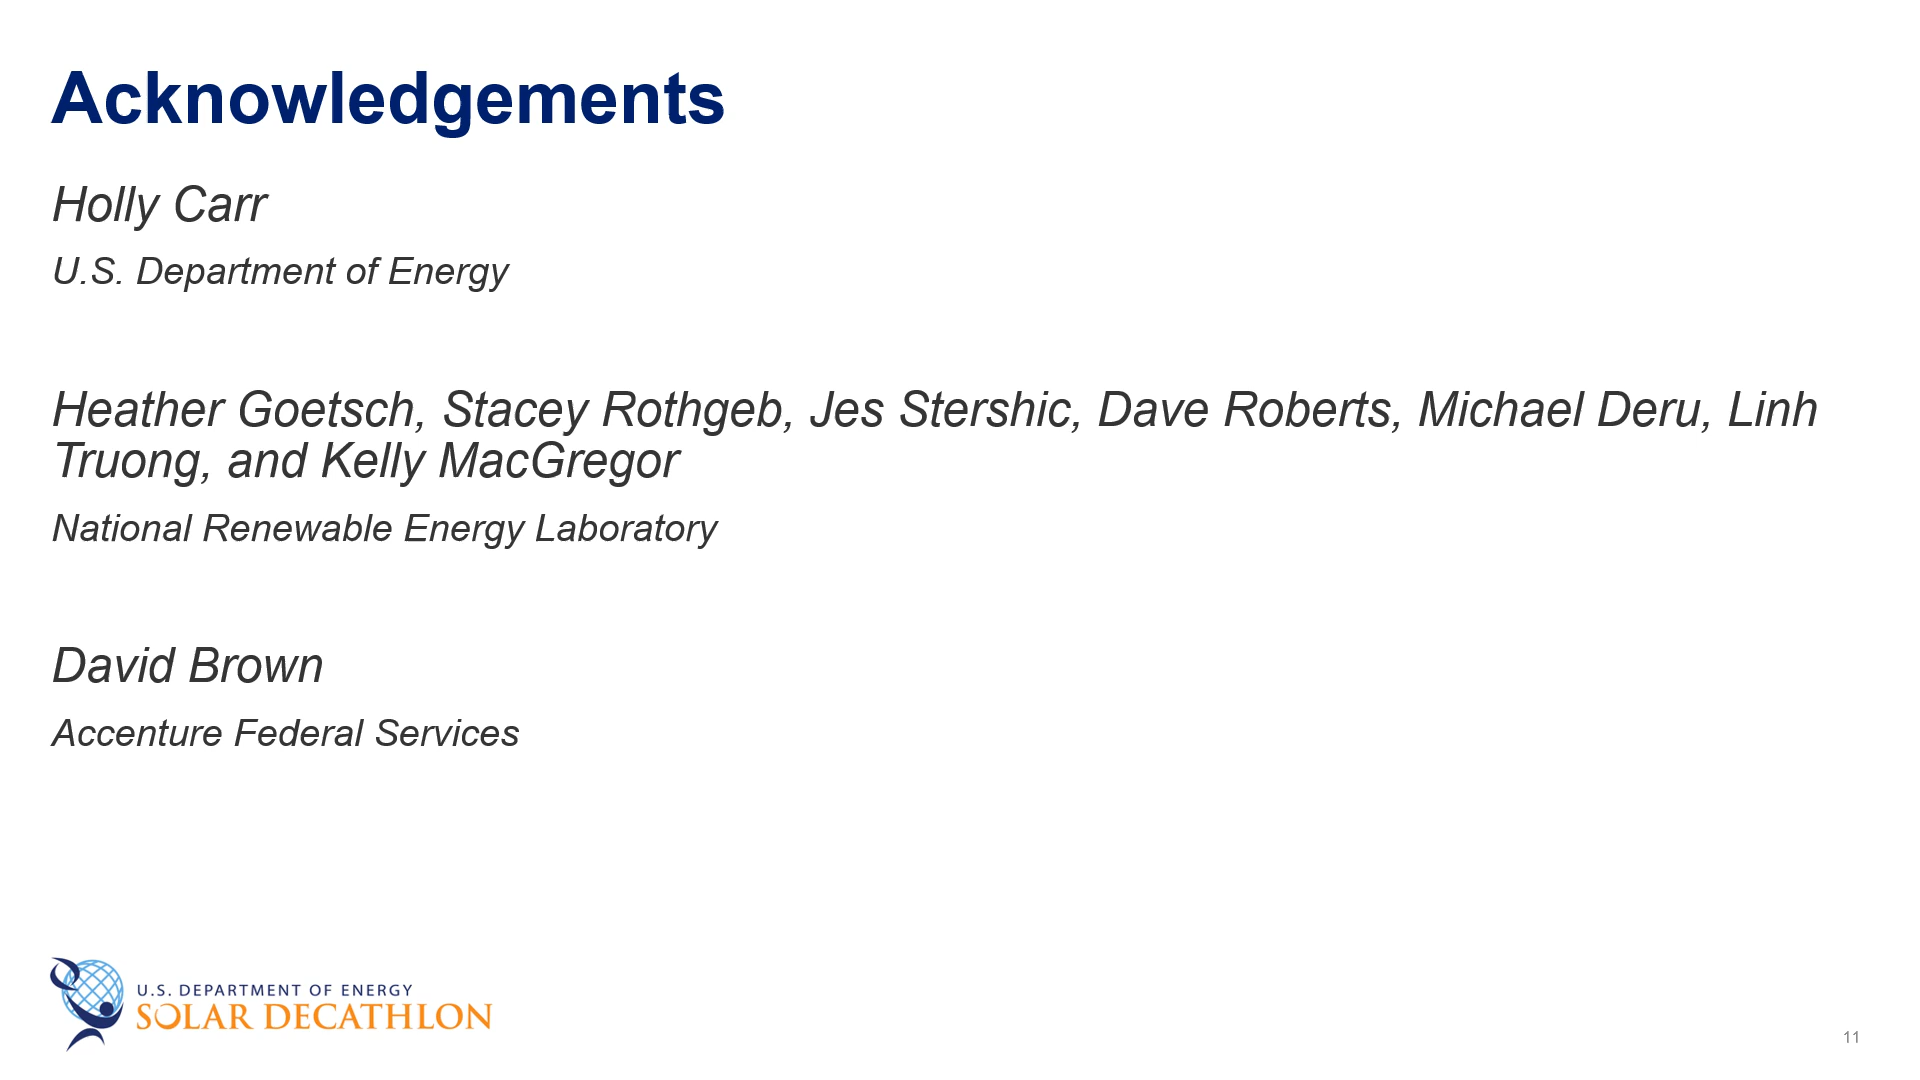 Acknowledgements
Holly Carr
U.S. Department of Energy
Heather Goetsch, Stacey Rothgeb, Jes Stershic, Dave Roberts, Michael Deru, Linh
Truong, and Kelly MacGregor
National Renewable Energy Laboratory
David Brown
Accenture Federal Services
U.S. DEPARTMENT OF ENERGY
SOLAR DECATHLON
11